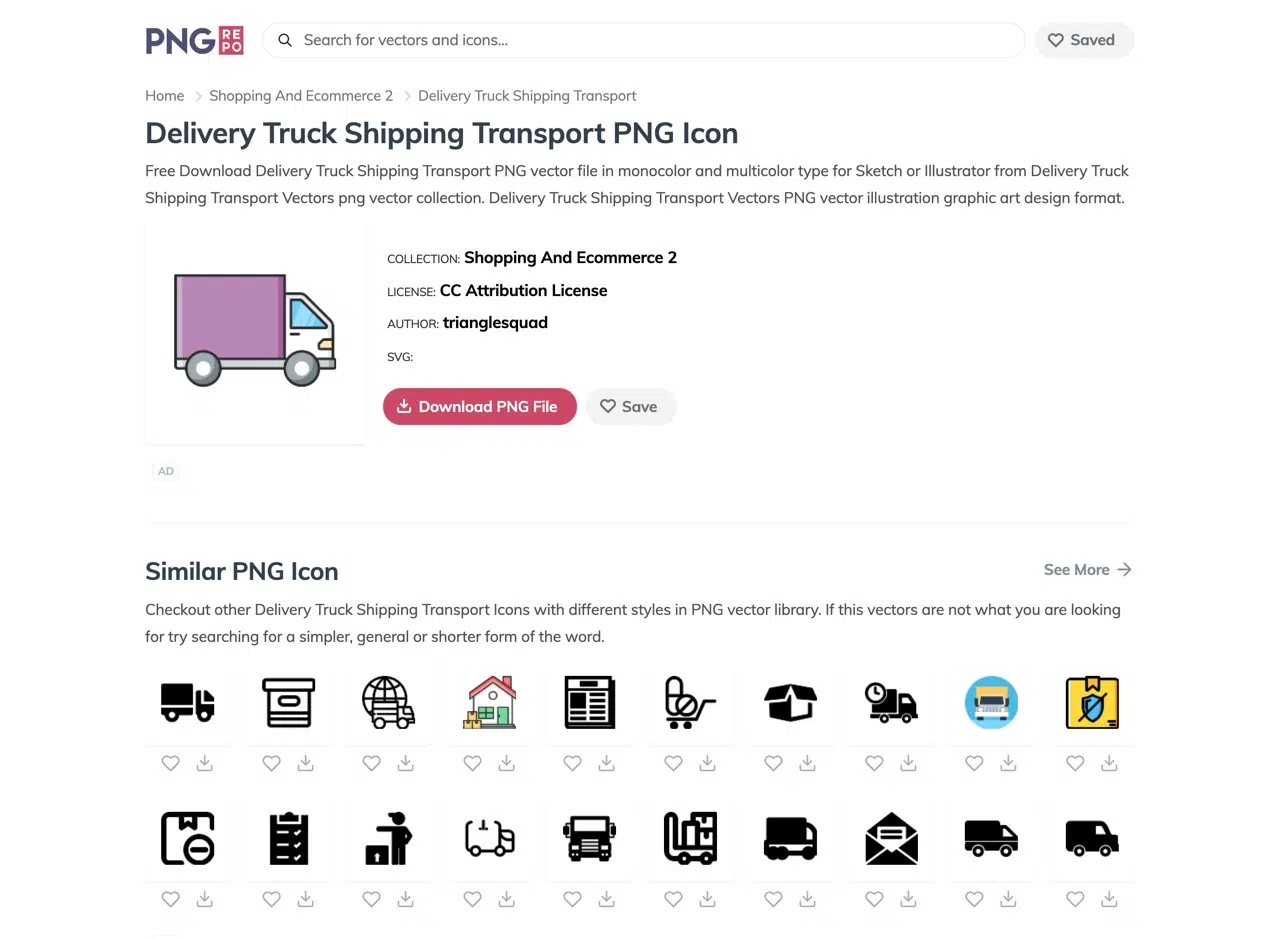 PNG REPO
Search for vectors and icons...
Saved
Home > Shopping And Ecommerce 2 > Delivery Truck Shipping Transport
Delivery Truck Shipping Transport PNG Icon
Free Download Delivery Truck Shipping Transport PNG vector file in monocolor and multicolor type for Sketch or Illustrator from Delivery Truck
Shipping Transport Vectors png vector collection. Delivery Truck Shipping Transport Vectors PNG vector illustration graphic art design format.
COLLECTION: Shopping And Ecommerce 2
LICENSE: CC Attribution License
AUTHOR: trianglesquad
SVG:
Download PNG File
Save
AD
Similar PNG Icon
See More
Checkout other Delivery Truck Shipping Transport Icons with different styles in PNG vector library. If this vectors are not what you are looking
for try searching for a simpler, general or shorter form of the word.